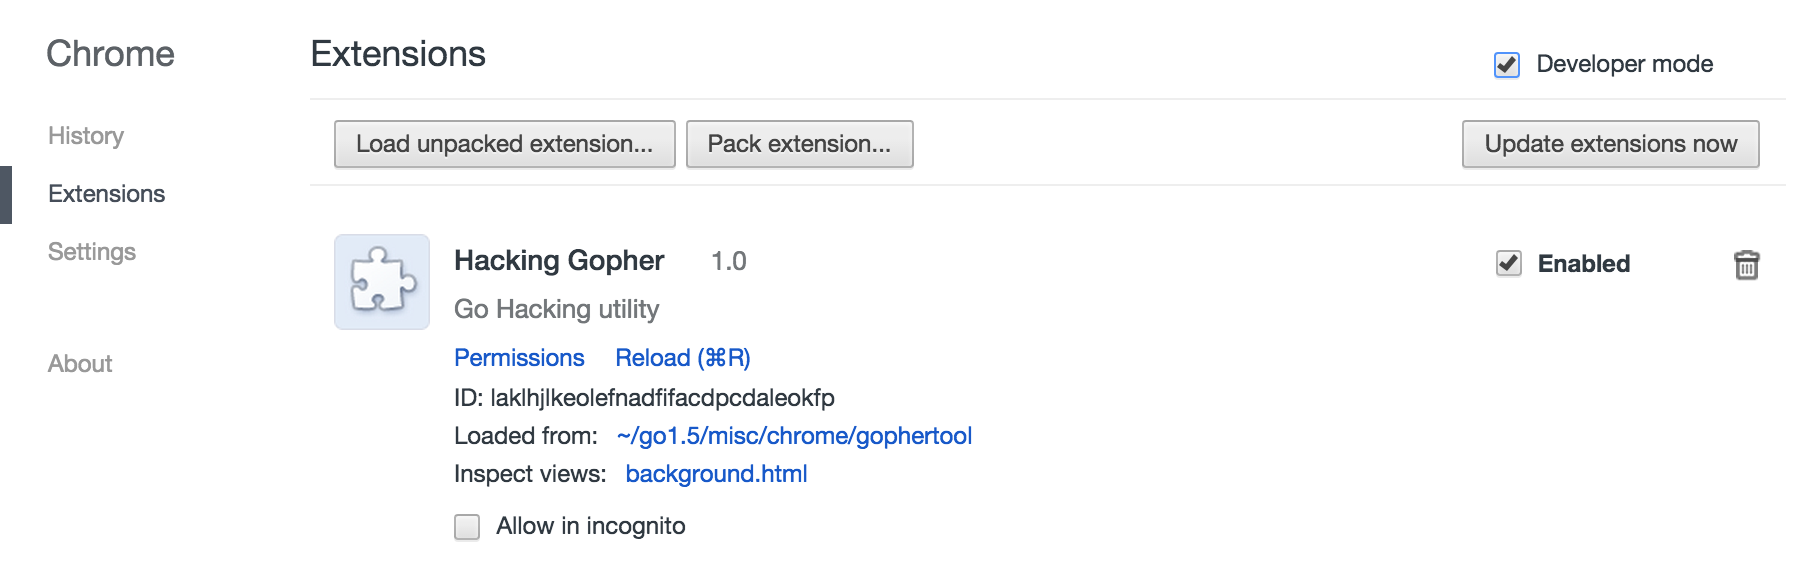 Chrome
Extensions
Developer mode
History
Extensions
Settings
About
Load unpacked extension...
Pack extension...
Update extensions now
Hacking Gopher 1.0
Enabled
Go Hacking utility
Permissions Reload (⌘R)
ID: laklhjlkeolefnadfifacdpcdaleokfp
Loaded from: ~/go1.5/misc/chrome/gophertool
Inspect views: background.html
Allow in incognito